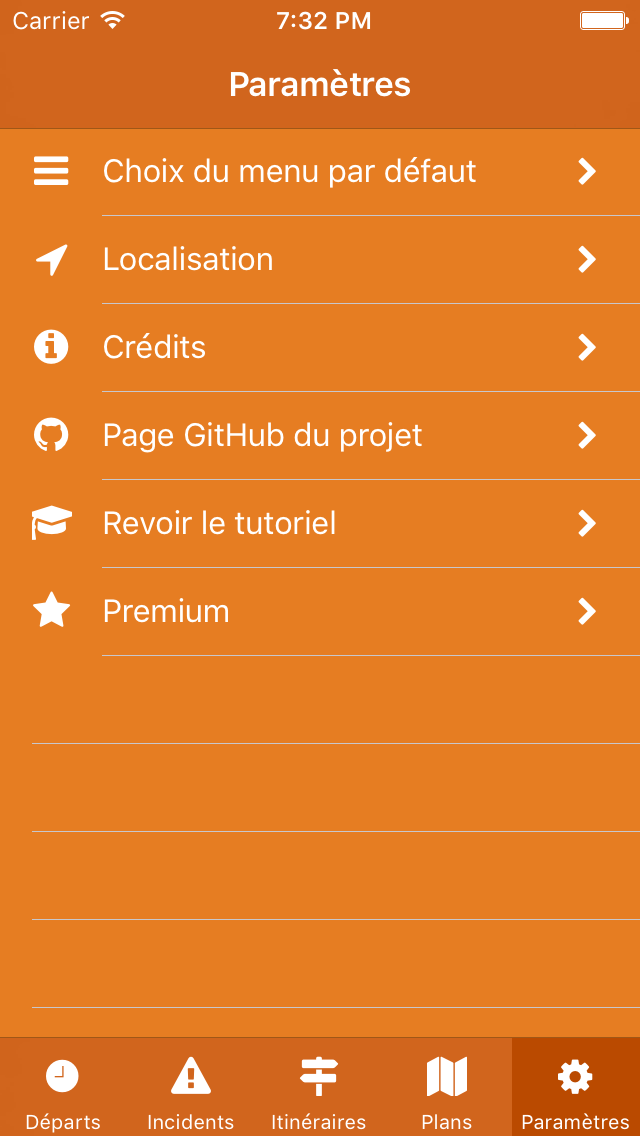 Carrier 7:32 PM
Paramètres
Choix du menu par défaut
Localisation
Crédits
Page GitHub du projet
Revoir le tutoriel
Premium
Départs Incidents Itinéraires Plans Paramètres